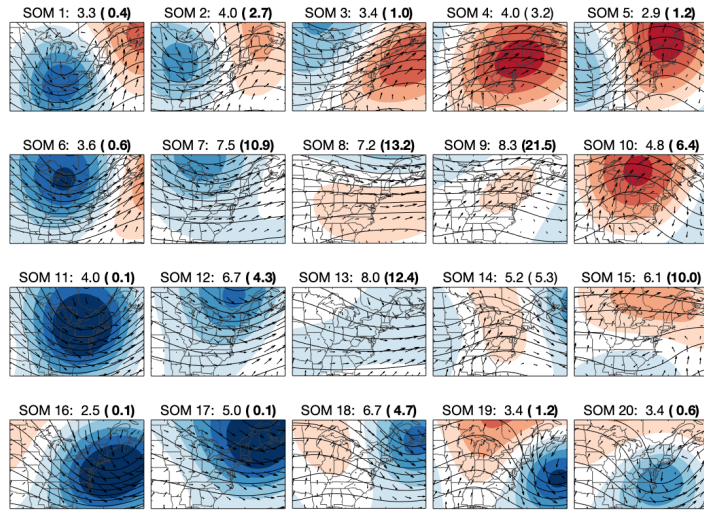 SOM 1: 3.3 ( 0.4)
SOM 2: 4.0 ( 2.7)
SOM 3: 3.4 ( 1.0)
SOM 4: 4.0 ( 3.2)
SOM 5: 2.9 ( 1.2)
SOM 6: 3.6 ( 0.6)
SOM 7: 7.5 (10.9)
SOM 8: 7.2 (13.2)
SOM 9: 8.3 (21.5)
SOM 10: 4.8 ( 6.4)
SOM 11: 4.0 ( 0.1)
SOM 12: 6.7 ( 4.3)
SOM 13: 8.0 (12.4)
SOM 14: 5.2 ( 5.3)
SOM 15: 6.1 (10.0)
SOM 16: 2.5 ( 0.1)
SOM 17: 5.0 ( 0.1)
SOM 18: 6.7 ( 4.7)
SOM 19: 3.4 ( 1.2)
SOM 20: 3.4 ( 0.6)